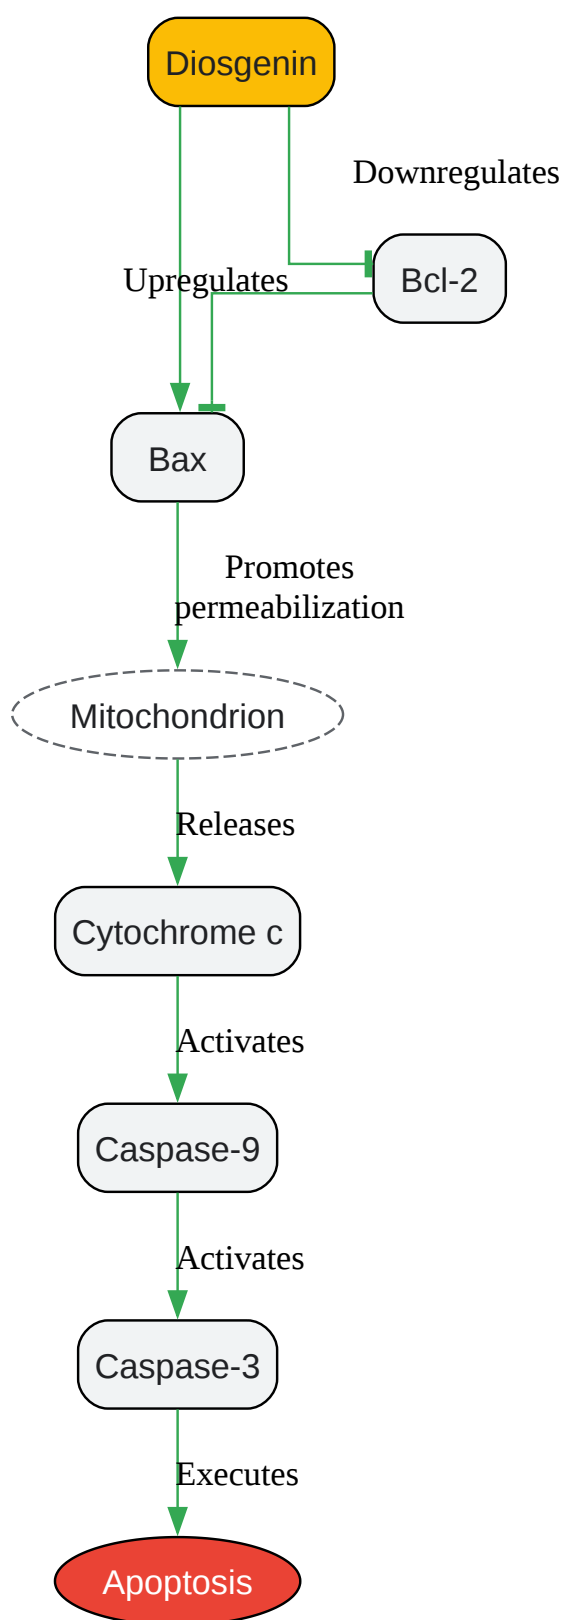 Diosgenin
Downregulates
Bcl-2
Upregulates
Bax
Promotes
permeabilization
Mitochondrion
Releases
Cytochrome c
Activates
Caspase-9
Activates
Caspase-3
Executes
Apoptosis